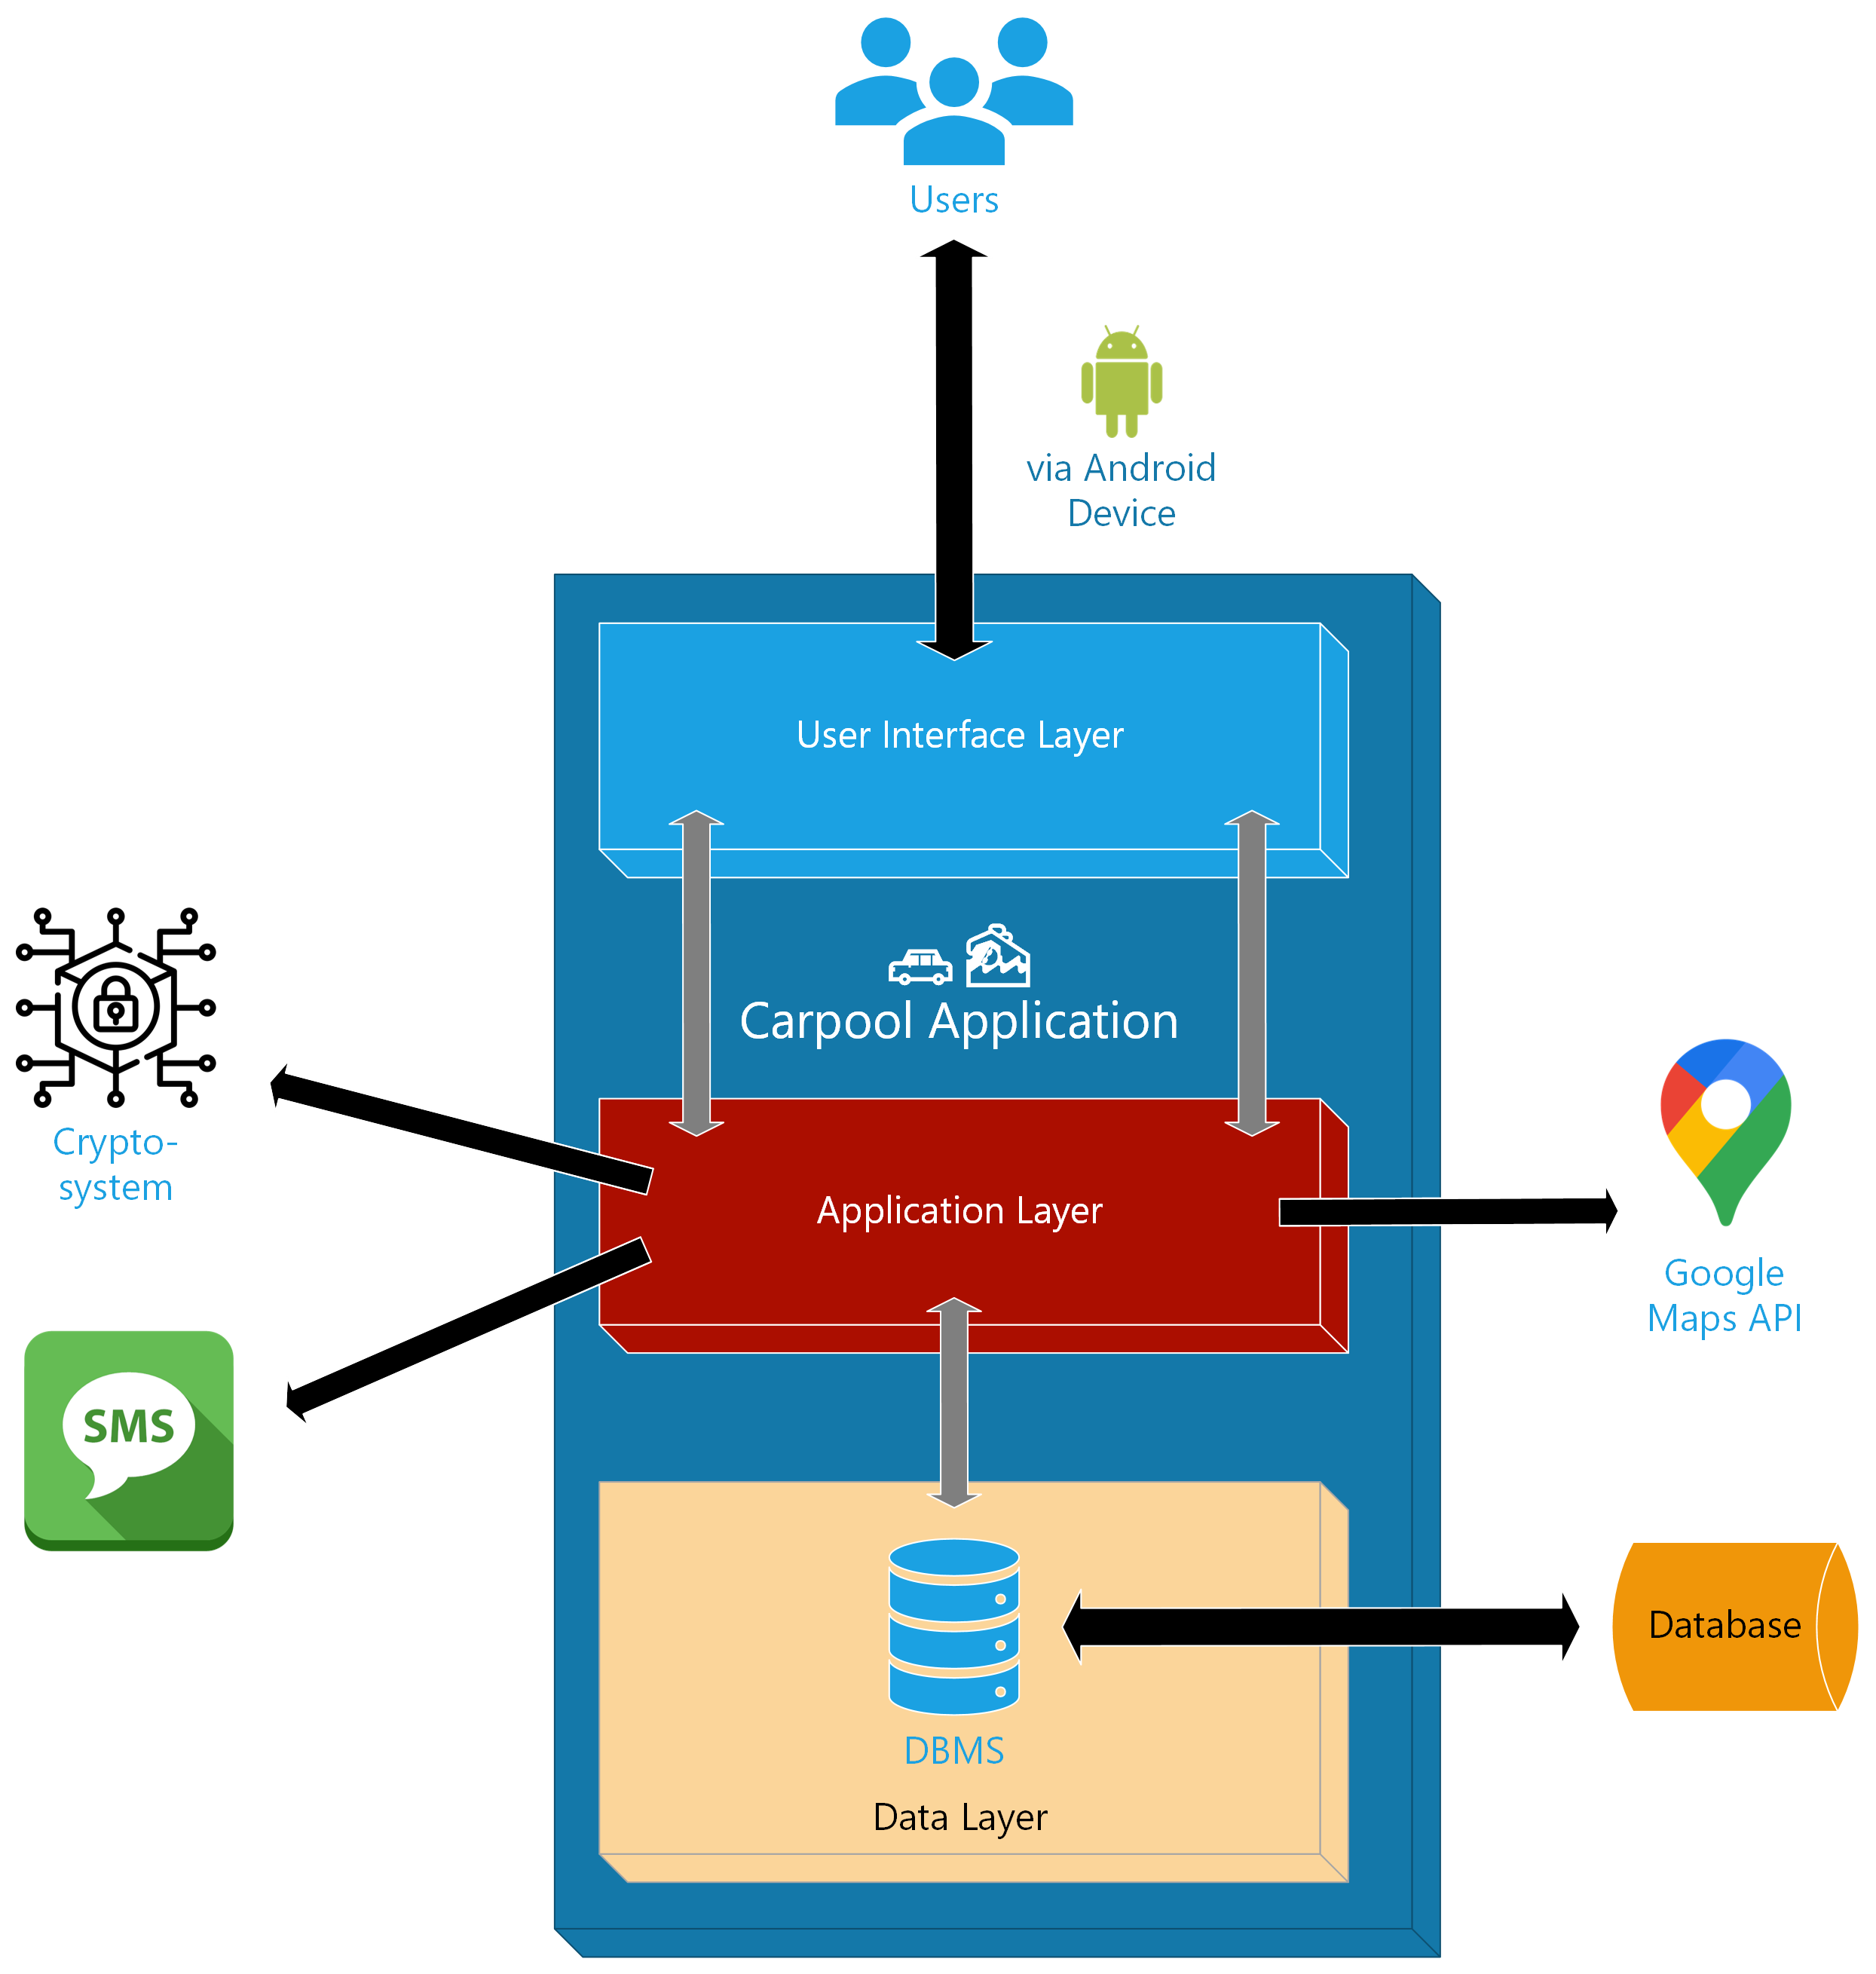 Users
via Android
Device
User Interface Layer
Carpool Application
Crypto-
system
Application Layer
Google
Maps API
SMS
Database
DBMS
Data Layer